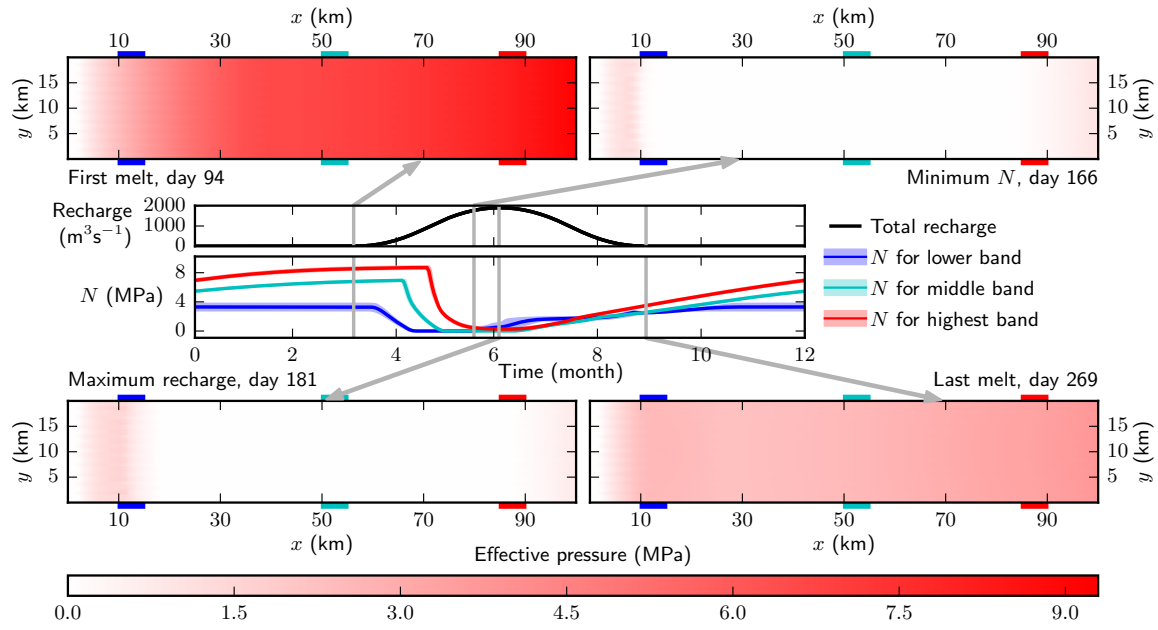 x (km)
x (km)
10 30 50 70 90
10 30 50 70 90
y (km)
15
10
5
15
10
5
y (km)
First melt, day 94
Minimum N, day 166
Recharge
(m³s⁻¹)
2000
1000
0
N (MPa)
8
4
0
0 2 4 6 8 10 12
Time (month)
Total recharge
N for lower band
N for middle band
N for highest band
Maximum recharge, day 181
Last melt, day 269
y (km)
15
10
5
15
10
5
y (km)
10 30 50 70 90
10 30 50 70 90
x (km)
x (km)
Effective pressure (MPa)
0.0 1.5 3.0 4.5 6.0 7.5 9.0